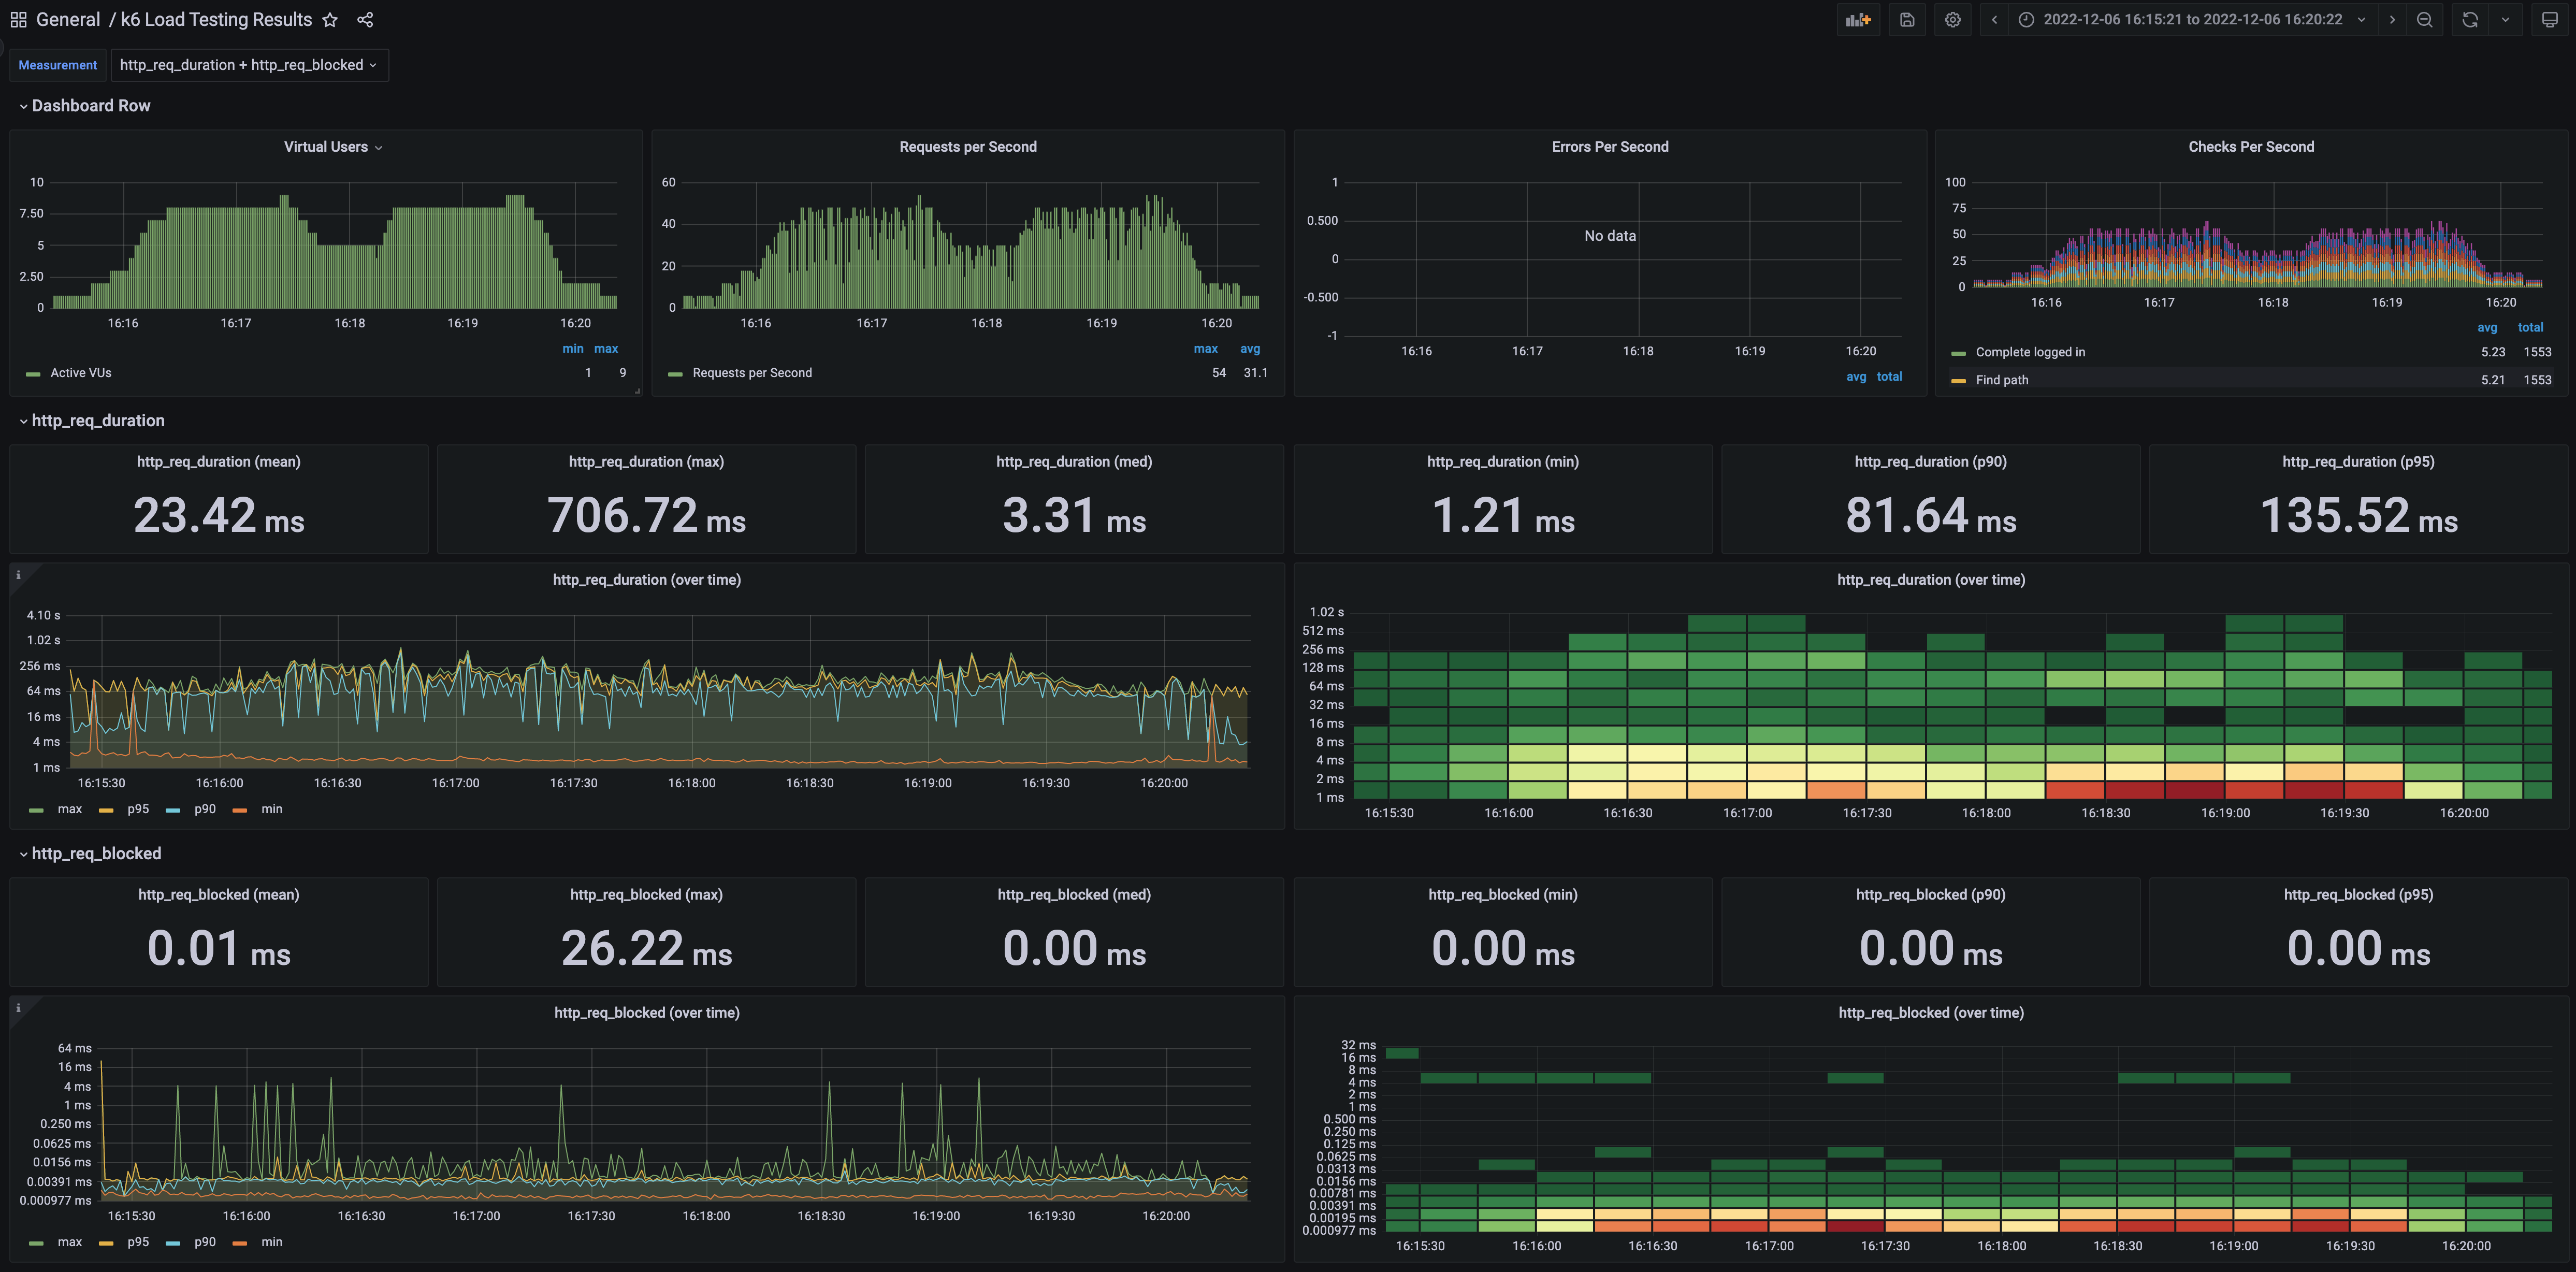 General / k6 Load Testing Results
2022-12-06 16:15:21 to 2022-12-06 16:20:22
Measurement http_req_duration + http_req_blocked
Dashboard Row
Virtual Users
10
7.50
5
2.50
0
16:16 16:17 16:18 16:19 16:20
min max
Active VUs 1 9
Requests per Second
60
40
20
0
16:16 16:17 16:18 16:19 16:20
max avg
Requests per Second 54 31.1
Errors Per Second
1
0.500
0
-0.500
-1
No data
16:16 16:17 16:18 16:19 16:20
avg total
Checks Per Second
100
75
50
25
0
16:16 16:17 16:18 16:19 16:20
avg total
Complete logged in 5.23 1553
Find path 5.21 1553
http_req_duration
http_req_duration (mean)
23.42 ms
http_req_duration (max)
706.72 ms
http_req_duration (med)
3.31 ms
http_req_duration (min)
1.21 ms
http_req_duration (p90)
81.64 ms
http_req_duration (p95)
135.52 ms
http_req_duration (over time)
4.10 s
1.02 s
256 ms
64 ms
16 ms
4 ms
1 ms
16:15:30 16:16:00 16:16:30 16:17:00 16:17:30 16:18:00 16:18:30 16:19:00 16:19:30 16:20:00
max p95 p90 min
http_req_duration (over time)
1.02 s
512 ms
256 ms
128 ms
64 ms
32 ms
16 ms
8 ms
4 ms
2 ms
1 ms
16:15:30 16:16:00 16:16:30 16:17:00 16:17:30 16:18:00 16:18:30 16:19:00 16:19:30 16:20:00
http_req_blocked
http_req_blocked (mean)
0.01 ms
http_req_blocked (max)
26.22 ms
http_req_blocked (med)
0.00 ms
http_req_blocked (min)
0.00 ms
http_req_blocked (p90)
0.00 ms
http_req_blocked (p95)
0.00 ms
http_req_blocked (over time)
64 ms
16 ms
4 ms
1 ms
0.250 ms
0.0625 ms
0.0156 ms
0.00391 ms
0.000977 ms
16:15:30 16:16:00 16:16:30 16:17:00 16:17:30 16:18:00 16:18:30 16:19:00 16:19:30 16:20:00
max p95 p90 min
http_req_blocked (over time)
32 ms
16 ms
8 ms
4 ms
2 ms
1 ms
0.500 ms
0.250 ms
0.125 ms
0.0625 ms
0.0313 ms
0.0156 ms
0.00781 ms
0.00391 ms
0.00195 ms
0.000977 ms
16:15:30 16:16:00 16:16:30 16:17:00 16:17:30 16:18:00 16:18:30 16:19:00 16:19:30 16:20:00